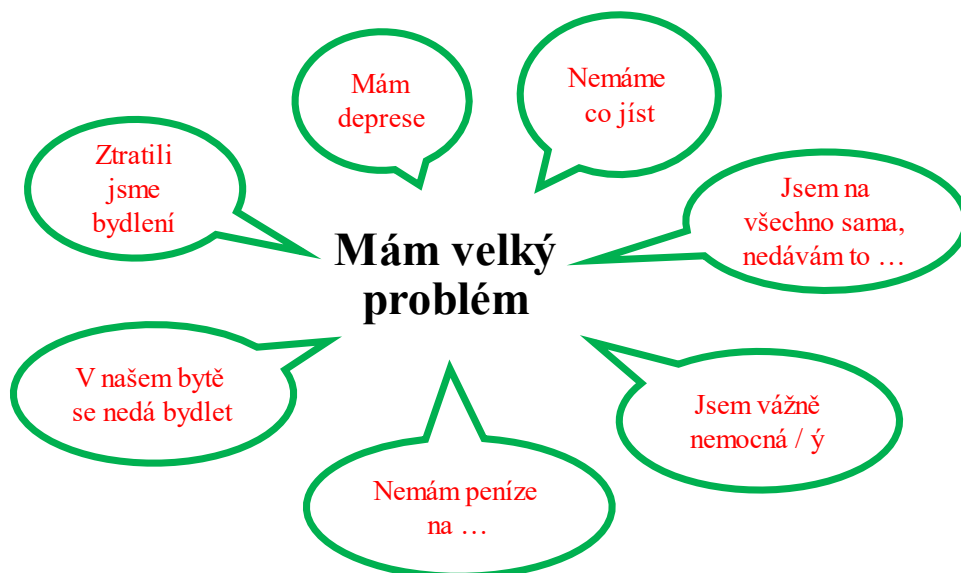 Mám
deprese
Nemáme
co jíst
Ztratili
jsme
bydlení
Jsem na
všechno sama,
nedávám to …
Mám velký
problém
V našem bytě
se nedá bydlet
Jsem vážně
nemocná / ý
Nemám peníze
na …